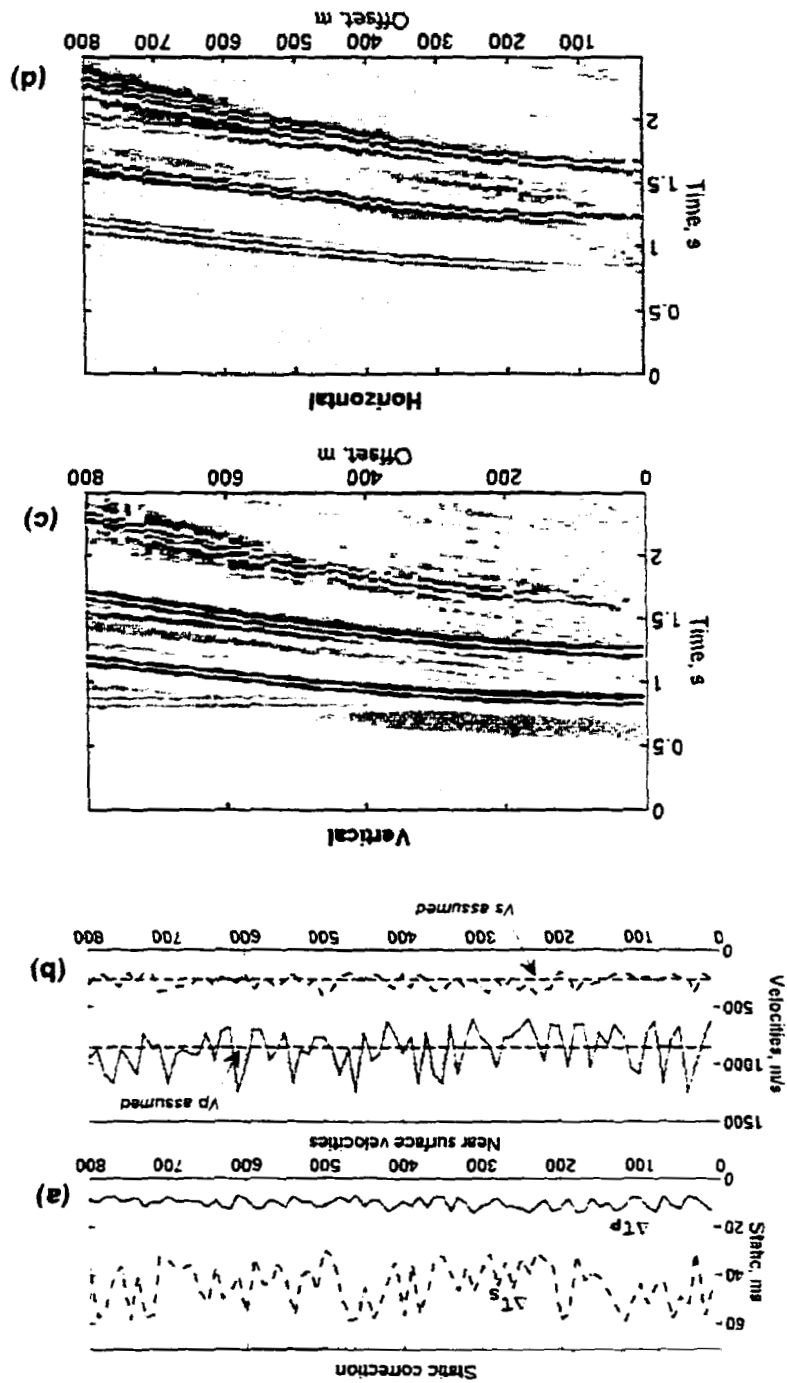 Static correction
60
ΔTs
40
Static, ms
20
ΔTp
0
(a)
0 100 200 300 400 500 600 700 800
Near surface velocities
1500
Vp assumed
1000
Velocities, m/s
500
0
(b)
0 100 200 300 400 500 600 700 800
Vs assumed
Vertical
0
0.5
1
Time, s
1.5
2
(c)
0 200 400 600 800
Offset, m
Horizontal
0
0.5
1
Time, s
1.5
2
(d)
100 200 300 400 500 600 700 800
Offset, m